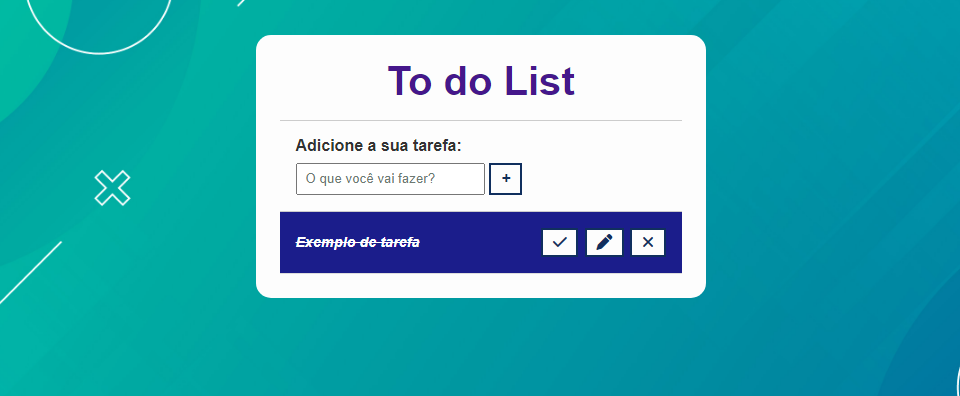 To do List
Adicione a sua tarefa:
O que você vai fazer?
+
Exemplo de tarefa